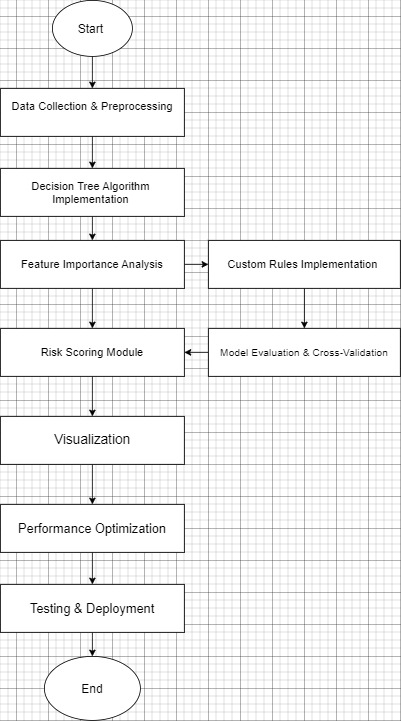 Start
Data Collection & Preprocessing
Decision Tree Algorithm
Implementation
Feature Importance Analysis
Custom Rules Implementation
Risk Scoring Module
Model Evaluation & Cross-Validation
Visualization
Performance Optimization
Testing & Deployment
End